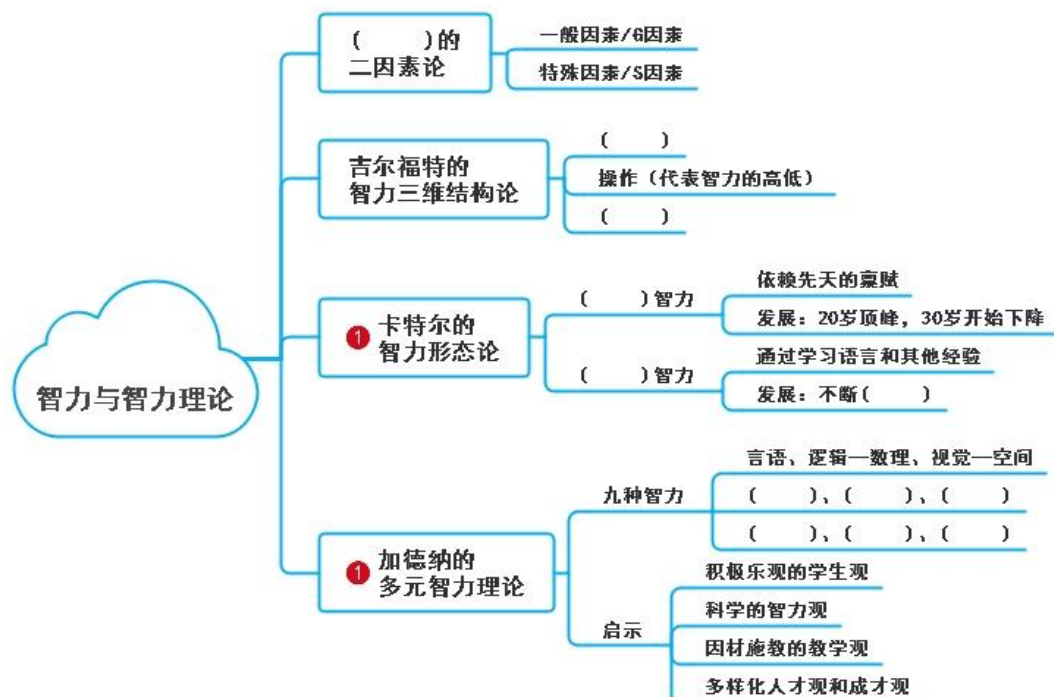 智力与智力理论
(　　)的
二因素论
一般因素/G因素
特殊因素/S因素
吉尔福特的
智力三维结构论
(　　)
操作（代表智力的高低）
(　　)
1 卡特尔的
智力形态论
(　　)智力
依赖先天的禀赋
发展：20岁顶峰，30岁开始下降
(　　)智力
通过学习语言和其他经验
发展：不断(　　)
1 加德纳的
多元智力理论
九种智力
言语、逻辑—数理、视觉—空间
(　　)、(　　)、(　　)
(　　)、(　　)、(　　)
启示
积极乐观的学生观
科学的智力观
因材施教的教学观
多样化人才观和成才观